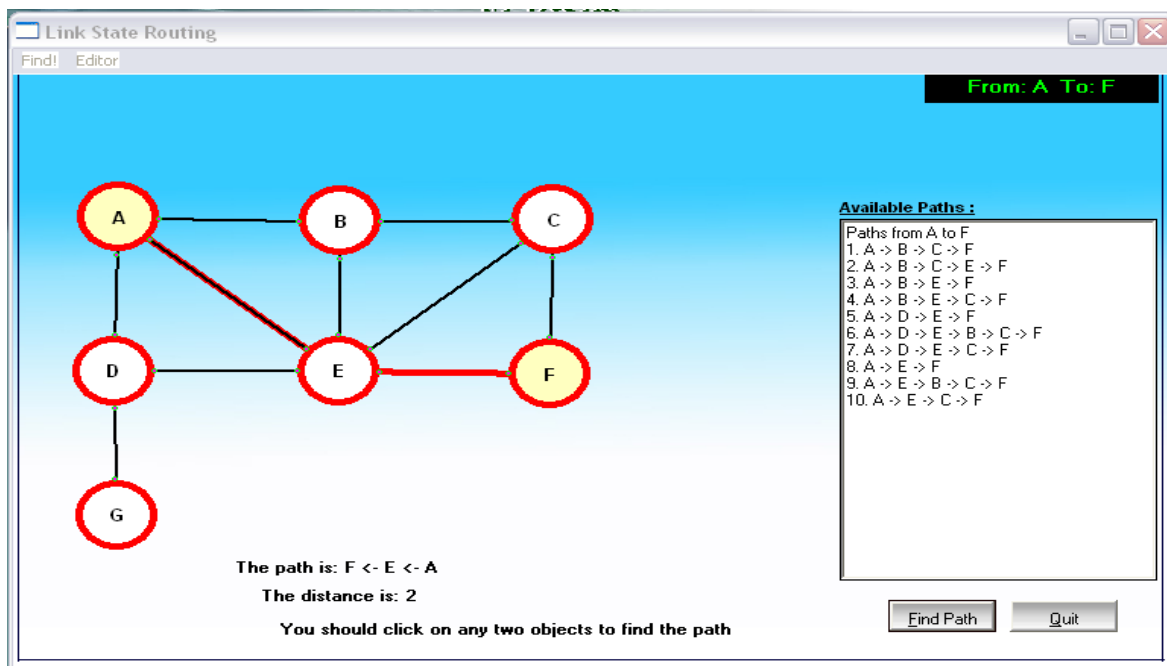 Link State Routing
Find! Editor
From: A To: F
A
B
C
D
E
F
G
Available Paths :
Paths from A to F
1. A -> B -> C -> F
2. A -> B -> C -> E -> F
3. A -> B -> E -> F
4. A -> B -> E -> C -> F
5. A -> D -> E -> F
6. A -> D -> E -> B -> C -> F
7. A -> D -> E -> C -> F
8. A -> E -> F
9. A -> E -> B -> C -> F
10. A -> E -> C -> F
The path is: F <- E <- A
The distance is: 2
You should click on any two objects to find the path
Find Path
Quit